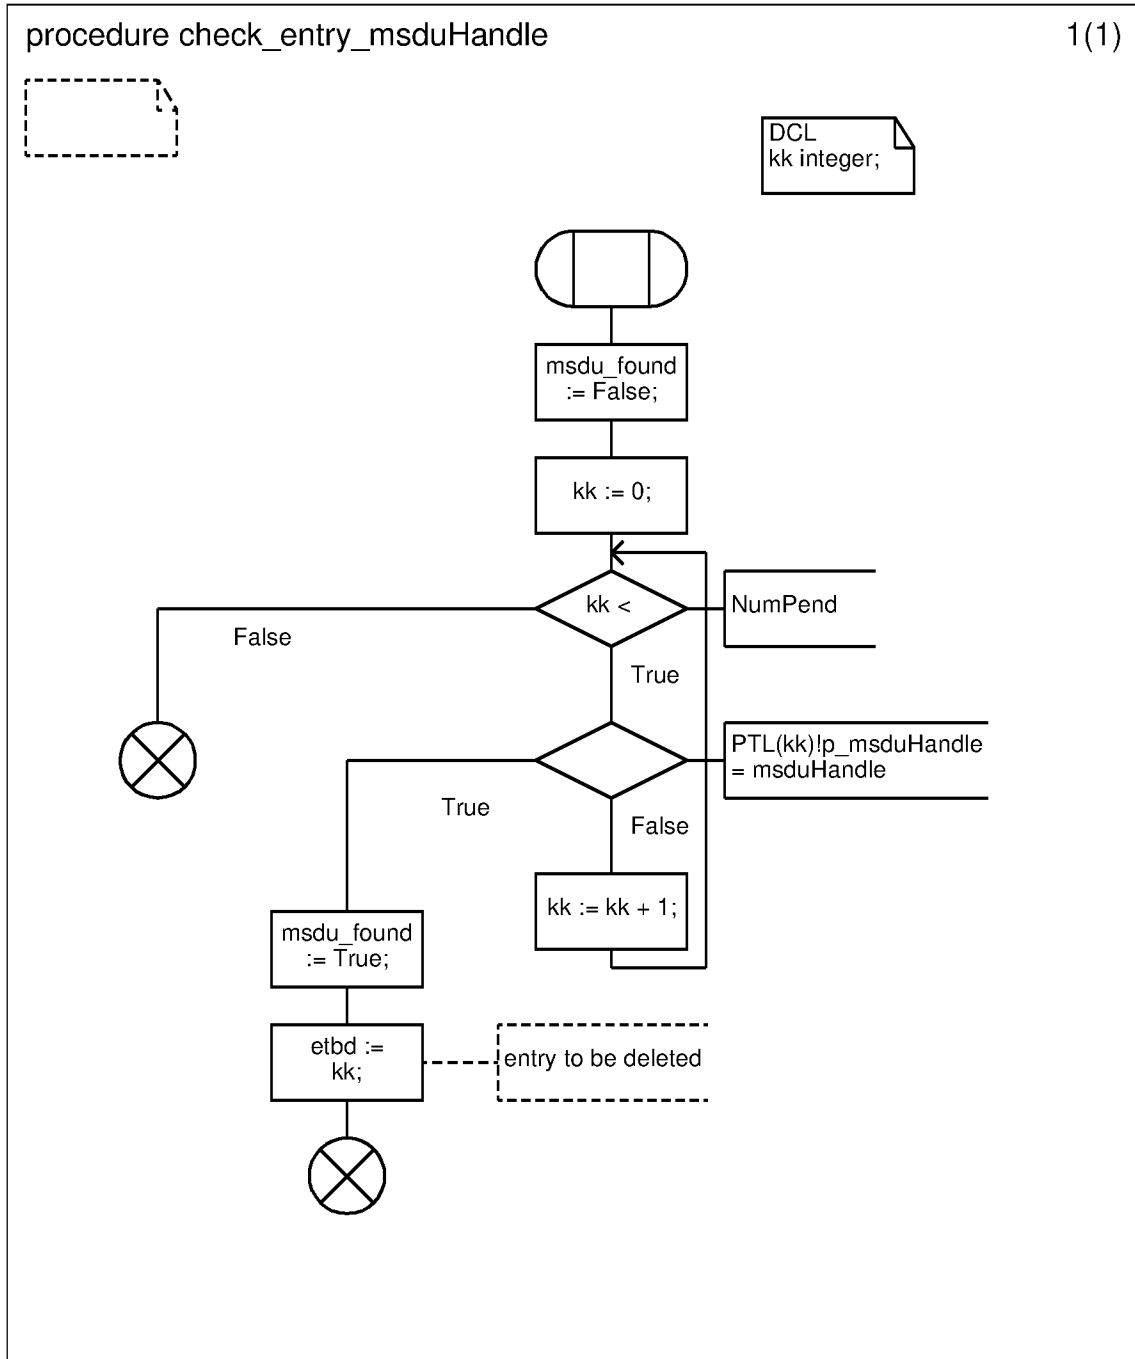 procedure check_entry_msduHandle
1(1)
DCL
kk integer;
msdu_found
:= False;
kk := 0;
kk <
NumPend
False
True
PTL(kk)!p_msduHandle
= msduHandle
True
False
kk := kk + 1;
msdu_found
:= True;
etbd :=
kk;
entry to be deleted